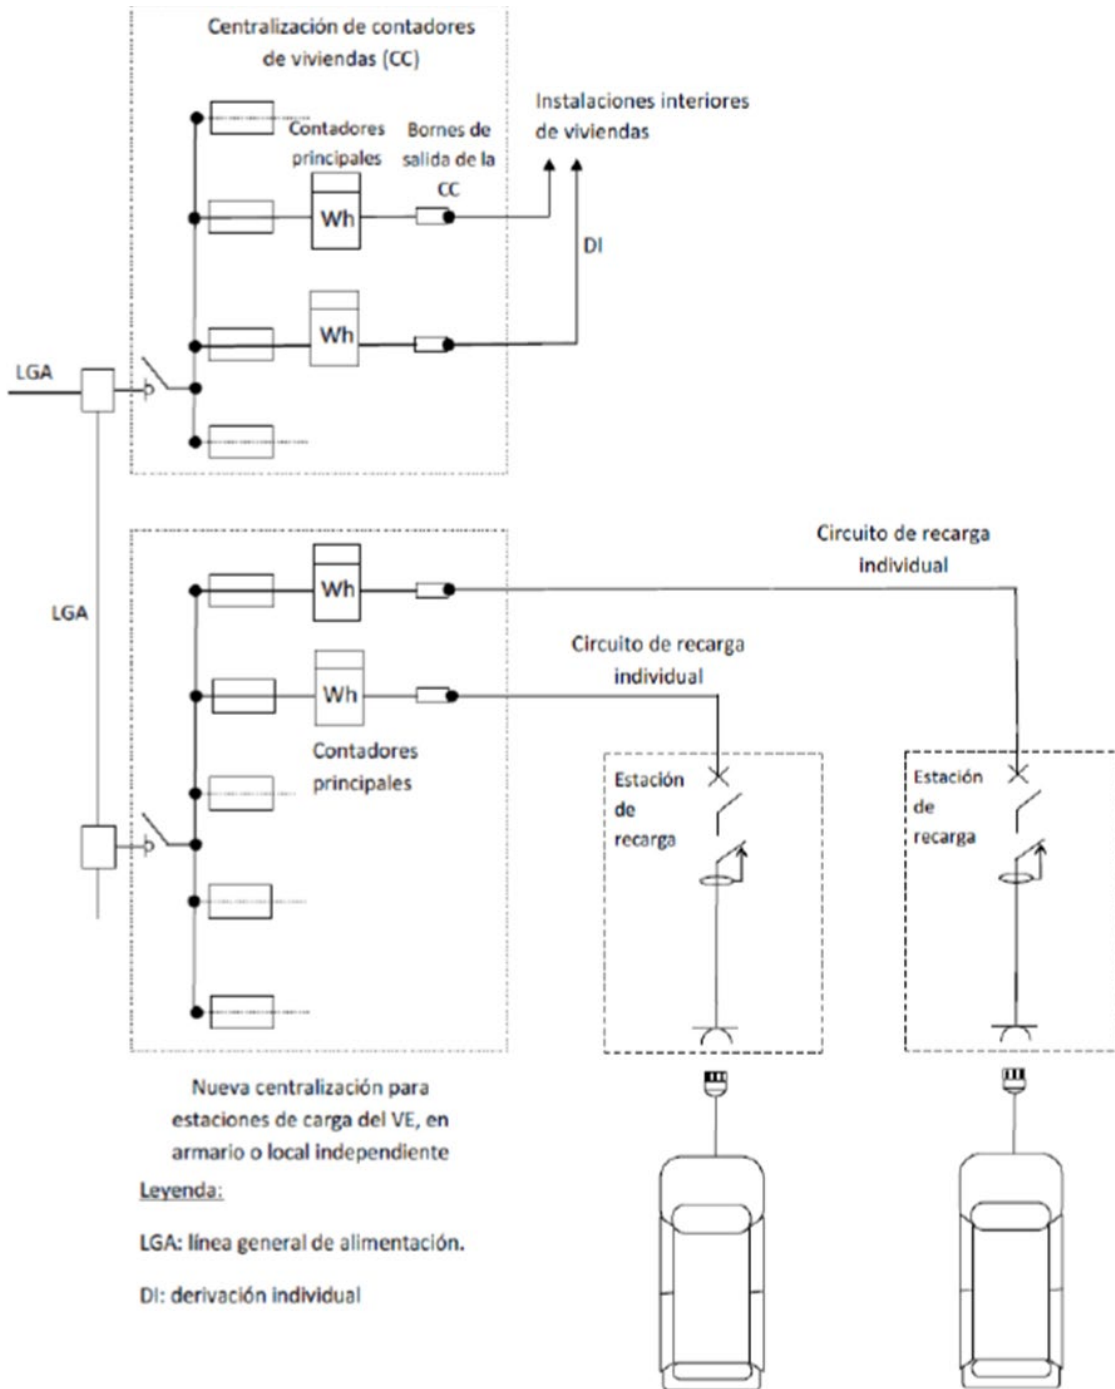 Centralización de contadores
de viviendas (CC)
Instalaciones interiores
de viviendas
Contadores
principales
Bornes de
salida de la
CC
Wh
DI
Wh
LGA
Circuito de recarga
individual
Wh
LGA
Circuito de recarga
individual
Wh
Contadores
principales
Estación
de
recarga
Estación
de
recarga
Nueva centralización para
estaciones de carga del VE, en
armario o local independiente
Leyenda:
LGA: línea general de alimentación.
DI: derivación individual